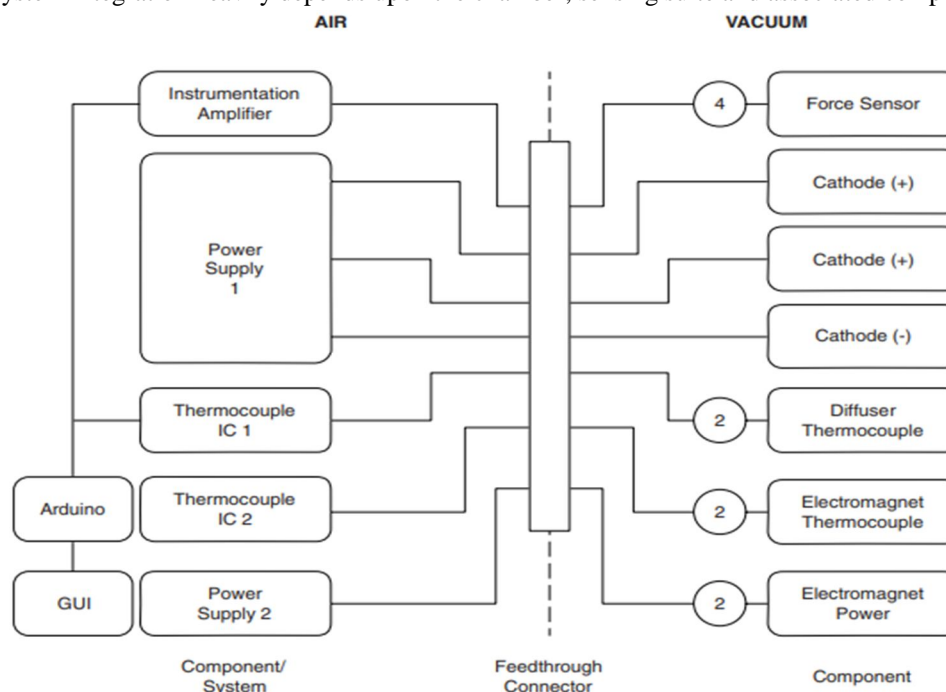 AIR
VACUUM
Instrumentation
Amplifier
4
Force Sensor
Power
Supply
1
Cathode (+)
Cathode (+)
Cathode (-)
Thermocouple
IC 1
2
Diffuser
Thermocouple
Arduino
Thermocouple
IC 2
2
Electromagnet
Thermocouple
GUI
Power
Supply 2
2
Electromagnet
Power
Component/
System
Feedthrough
Connector
Component